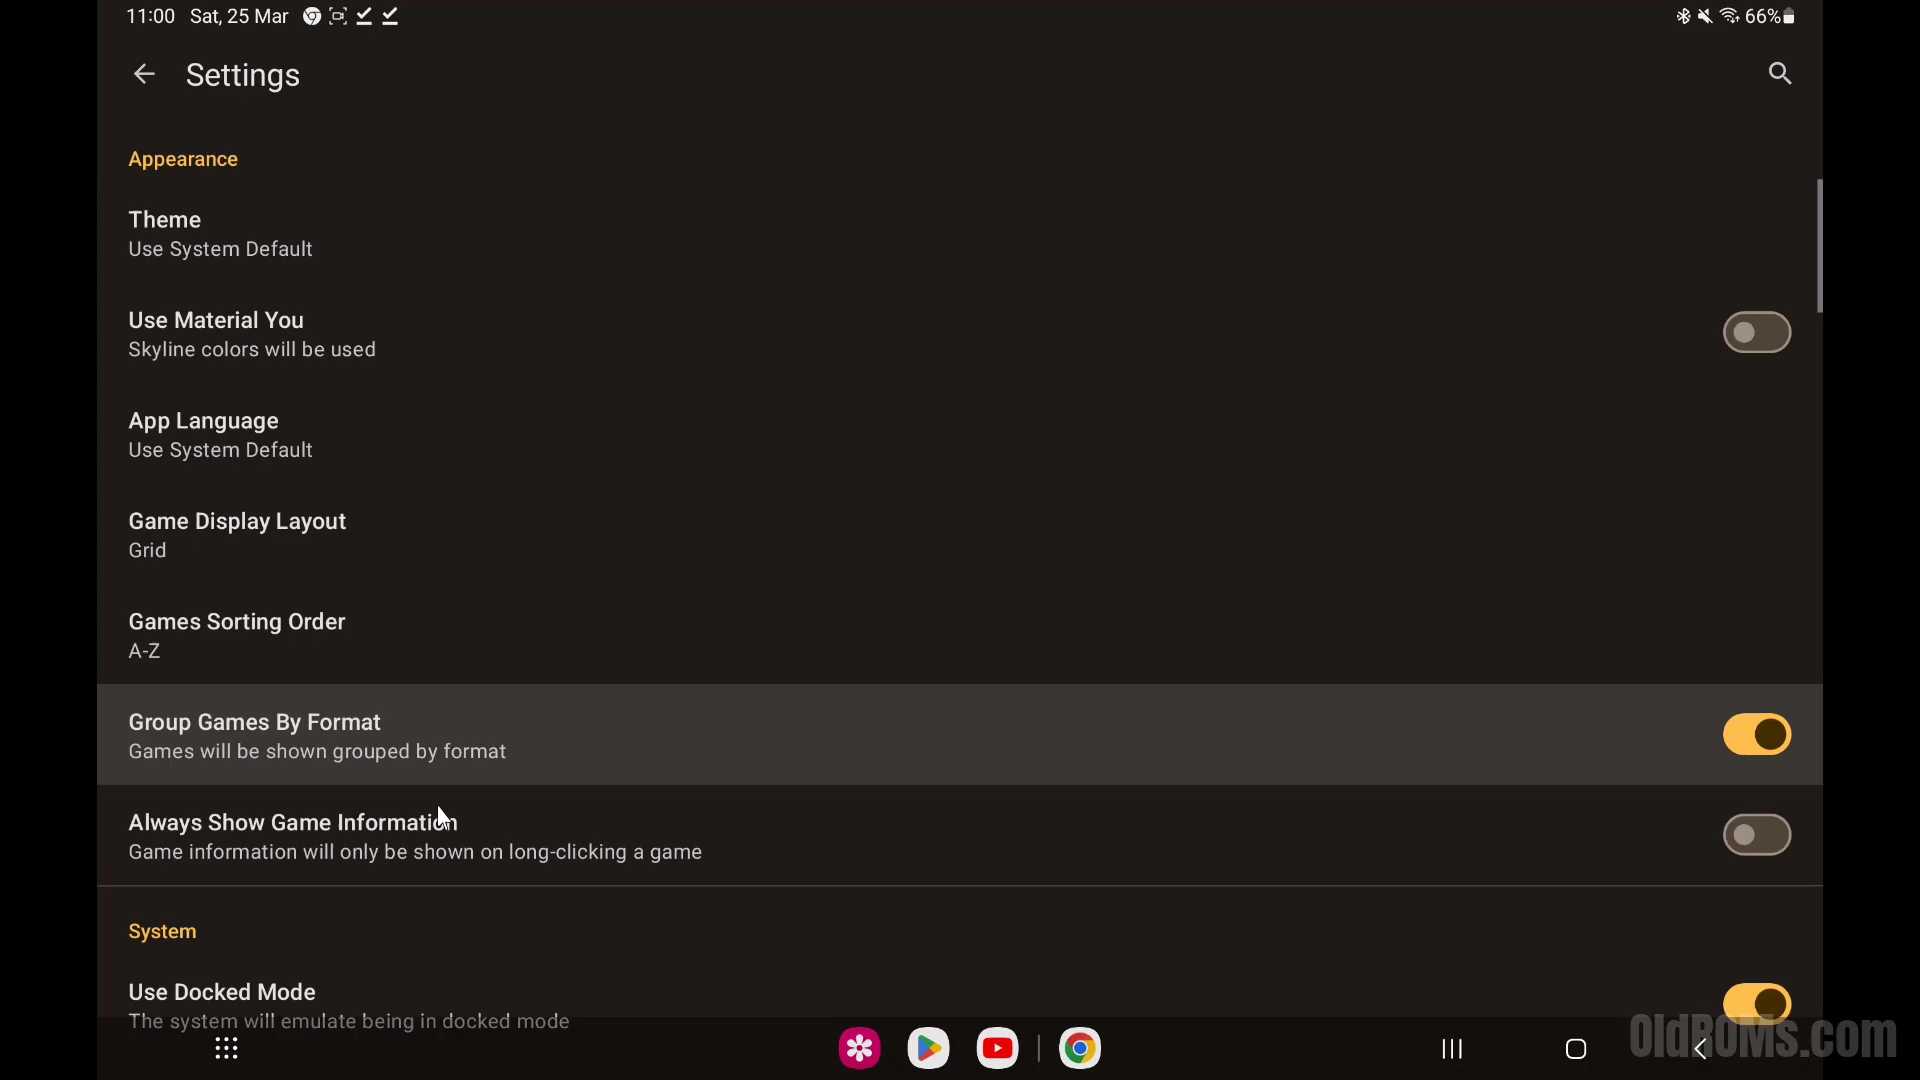 11:00 Sat, 25 Mar
66%
Settings
Appearance
Theme
Use System Default
Use Material You
Skyline colors will be used
App Language
Use System Default
Game Display Layout
Grid
Games Sorting Order
A-Z
Group Games By Format
Games will be shown grouped by format
Always Show Game Information
Game information will only be shown on long-clicking a game
System
Use Docked Mode
The system will emulate being in docked mode
OldROMs.com